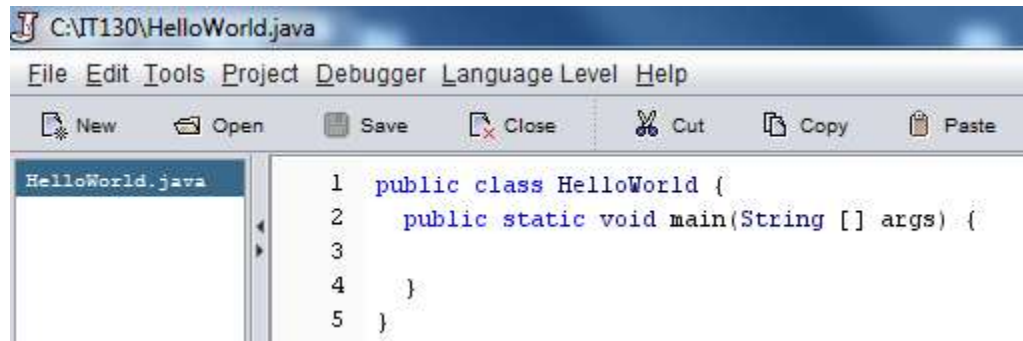 C:\IT130\HelloWorld.java
File Edit Tools Project Debugger Language Level Help
New Open Save Close Cut Copy Paste
HelloWorld.java
1 public class HelloWorld {
2 public static void main(String [] args) {
3
4 }
5 }